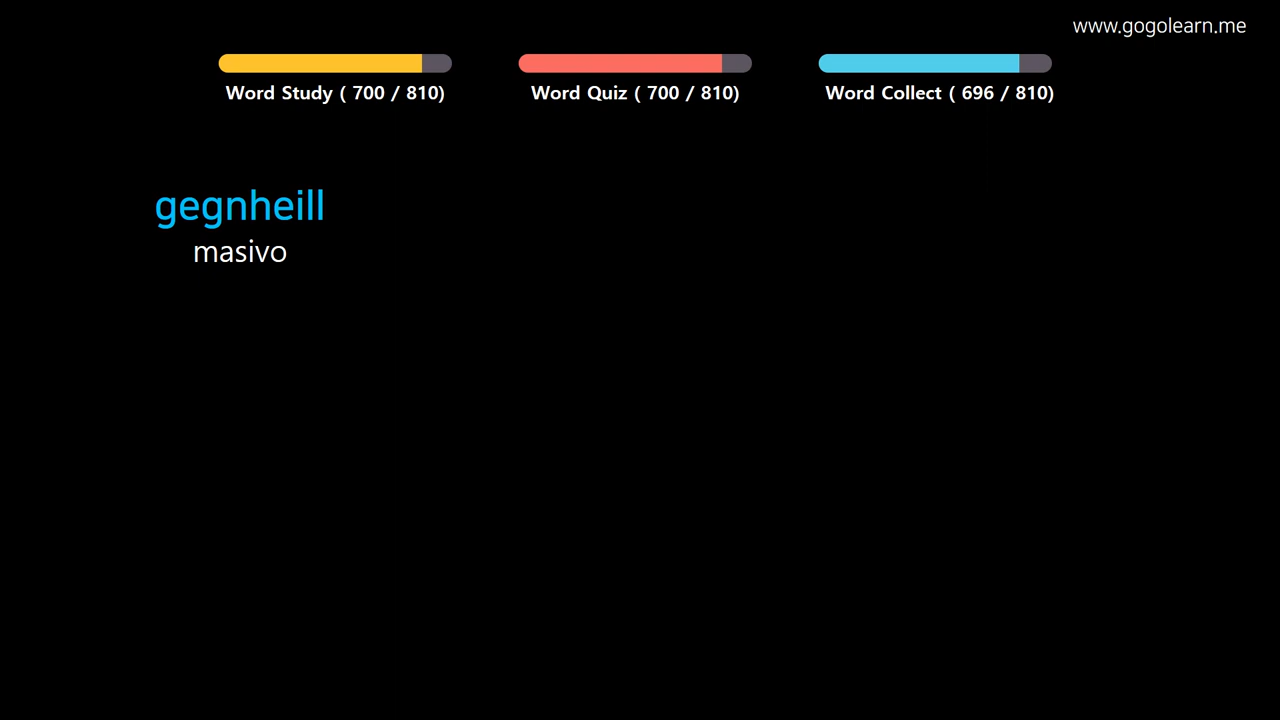 www.gogolearn.me
Word Study ( 700 / 810)
Word Quiz ( 700 / 810)
Word Collect ( 696 / 810)
gegnheill
masivo